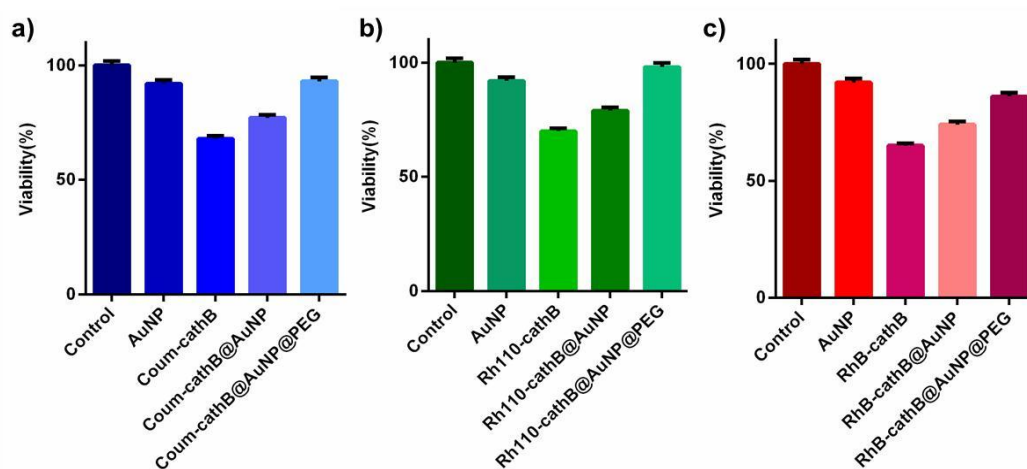 a)
Viability(%)
100
50
0
Control
AuNP
Coum-cathB
Coum-cathB@AuNP
Coum-cathB@AuNP@PEG
b)
Viability(%)
100
50
0
Control
AuNP
Rh110-cathB
Rh110-cathB@AuNP
Rh110-cathB@AuNP@PEG
c)
Viability(%)
100
50
0
Control
AuNP
RhB-cathB
RhB-cathB@AuNP
RhB-cathB@AuNP@PEG